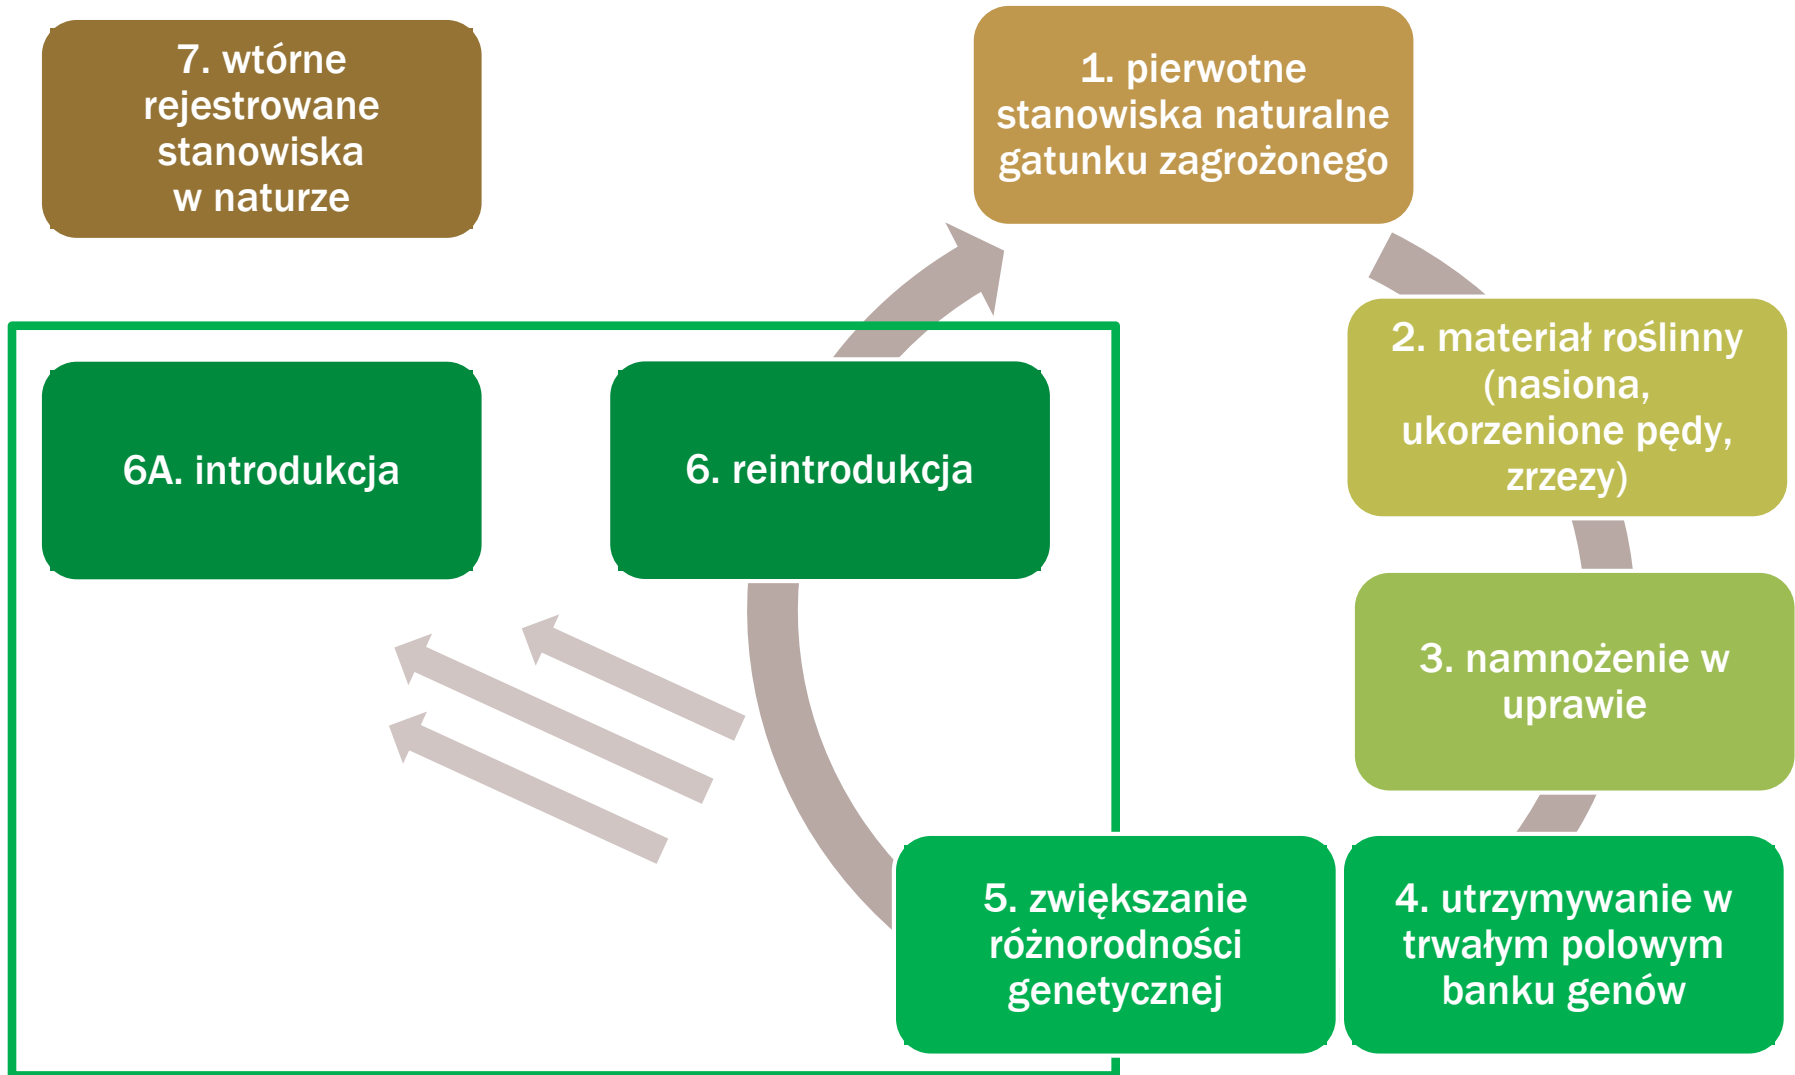 7. wtórne
rejestrowane
stanowiska
w naturze
1. pierwotne
stanowiska naturalne
gatunku zagrożonego
2. materiał roślinny
(nasiona,
ukorzenione pędy,
zrzezy)
6A. introdukcja
6. reintrodukcja
3. namnożenie w
uprawie
5. zwiększanie
różnorodności
genetycznej
4. utrzymywanie w
trwałym polowym
banku genów